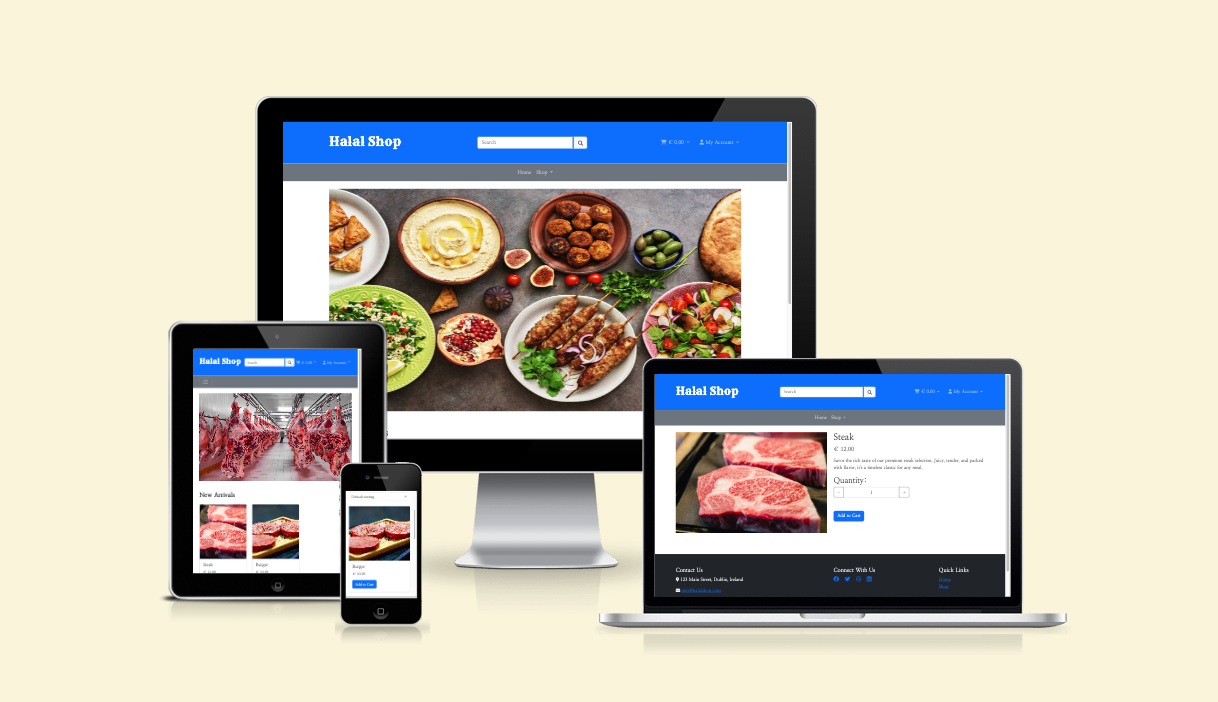 Halal Shop
Search
€ 0.00
My Account
Home Shop
Halal Shop
Search
€ 0.00
My Account
New Arrivals
Steak
Burger
Default sorting
Burger
Add to Cart
Halal Shop
Search
€ 0.00
My Account
Home Shop
Steak
€ 12.00
Savor the rich taste of our premium steak selection. Juicy, tender, and packed
with flavor, it's a timeless classic for any meal.
Quantity:
- 1 +
Add to Cart
Contact Us
123 Main Street, Dublin, Ireland
info@halalshop.com
Connect With Us
Quick Links
Home
Shop